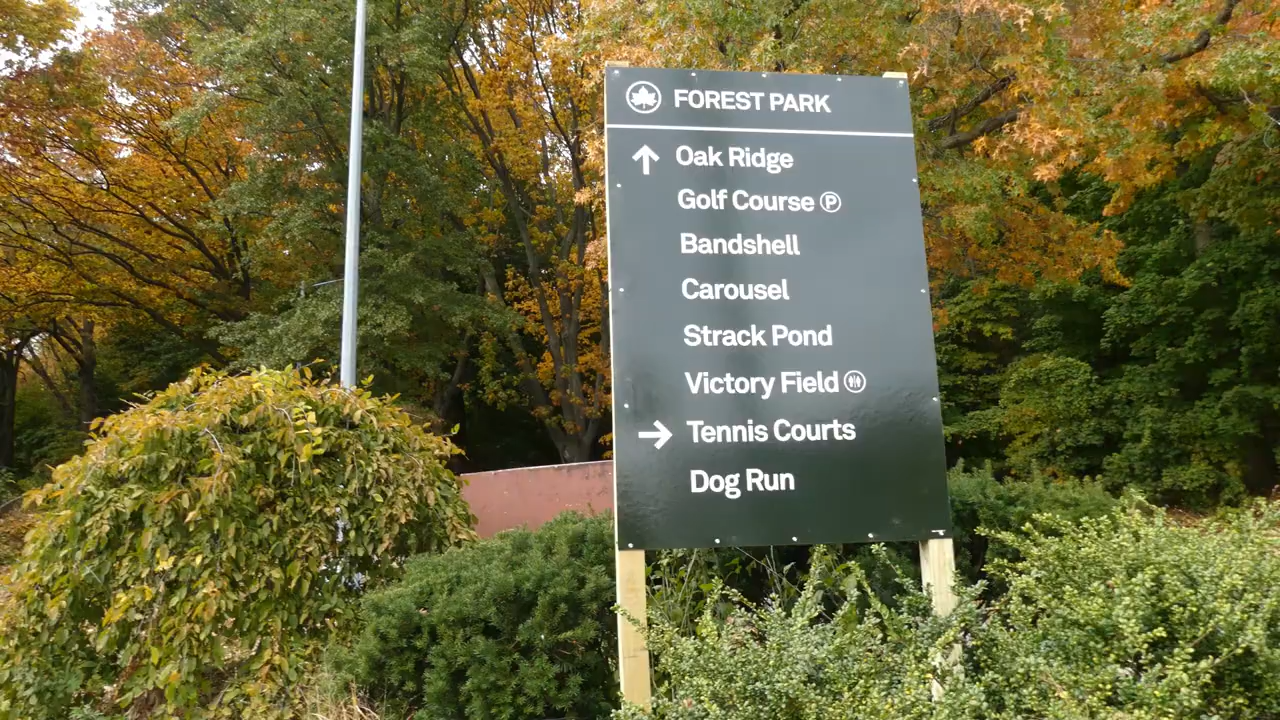 FOREST PARK
↑ Oak Ridge
Golf Course Ⓟ
Bandshell
Carousel
Strack Pond
Victory Field
→ Tennis Courts
Dog Run